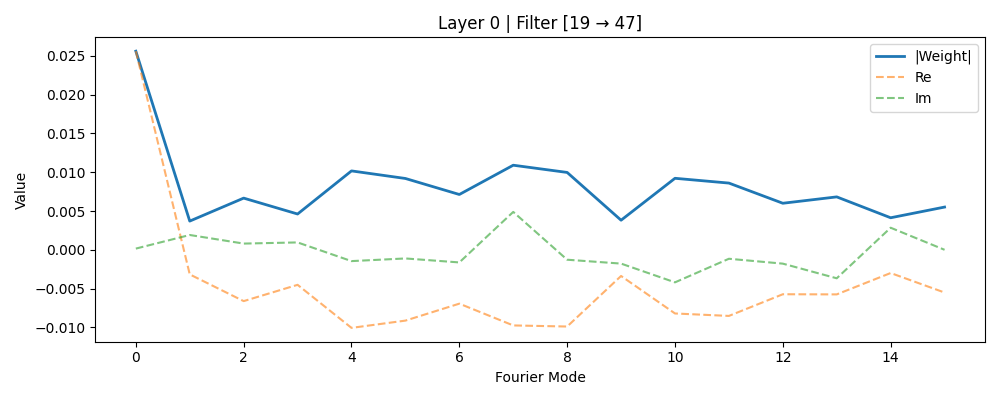 Layer 0 | Filter [19 → 47]
|Weight|
Re
Im
Value
0.025
0.020
0.015
0.010
0.005
0.000
−0.005
−0.010
0 2 4 6 8 10 12 14
Fourier Mode